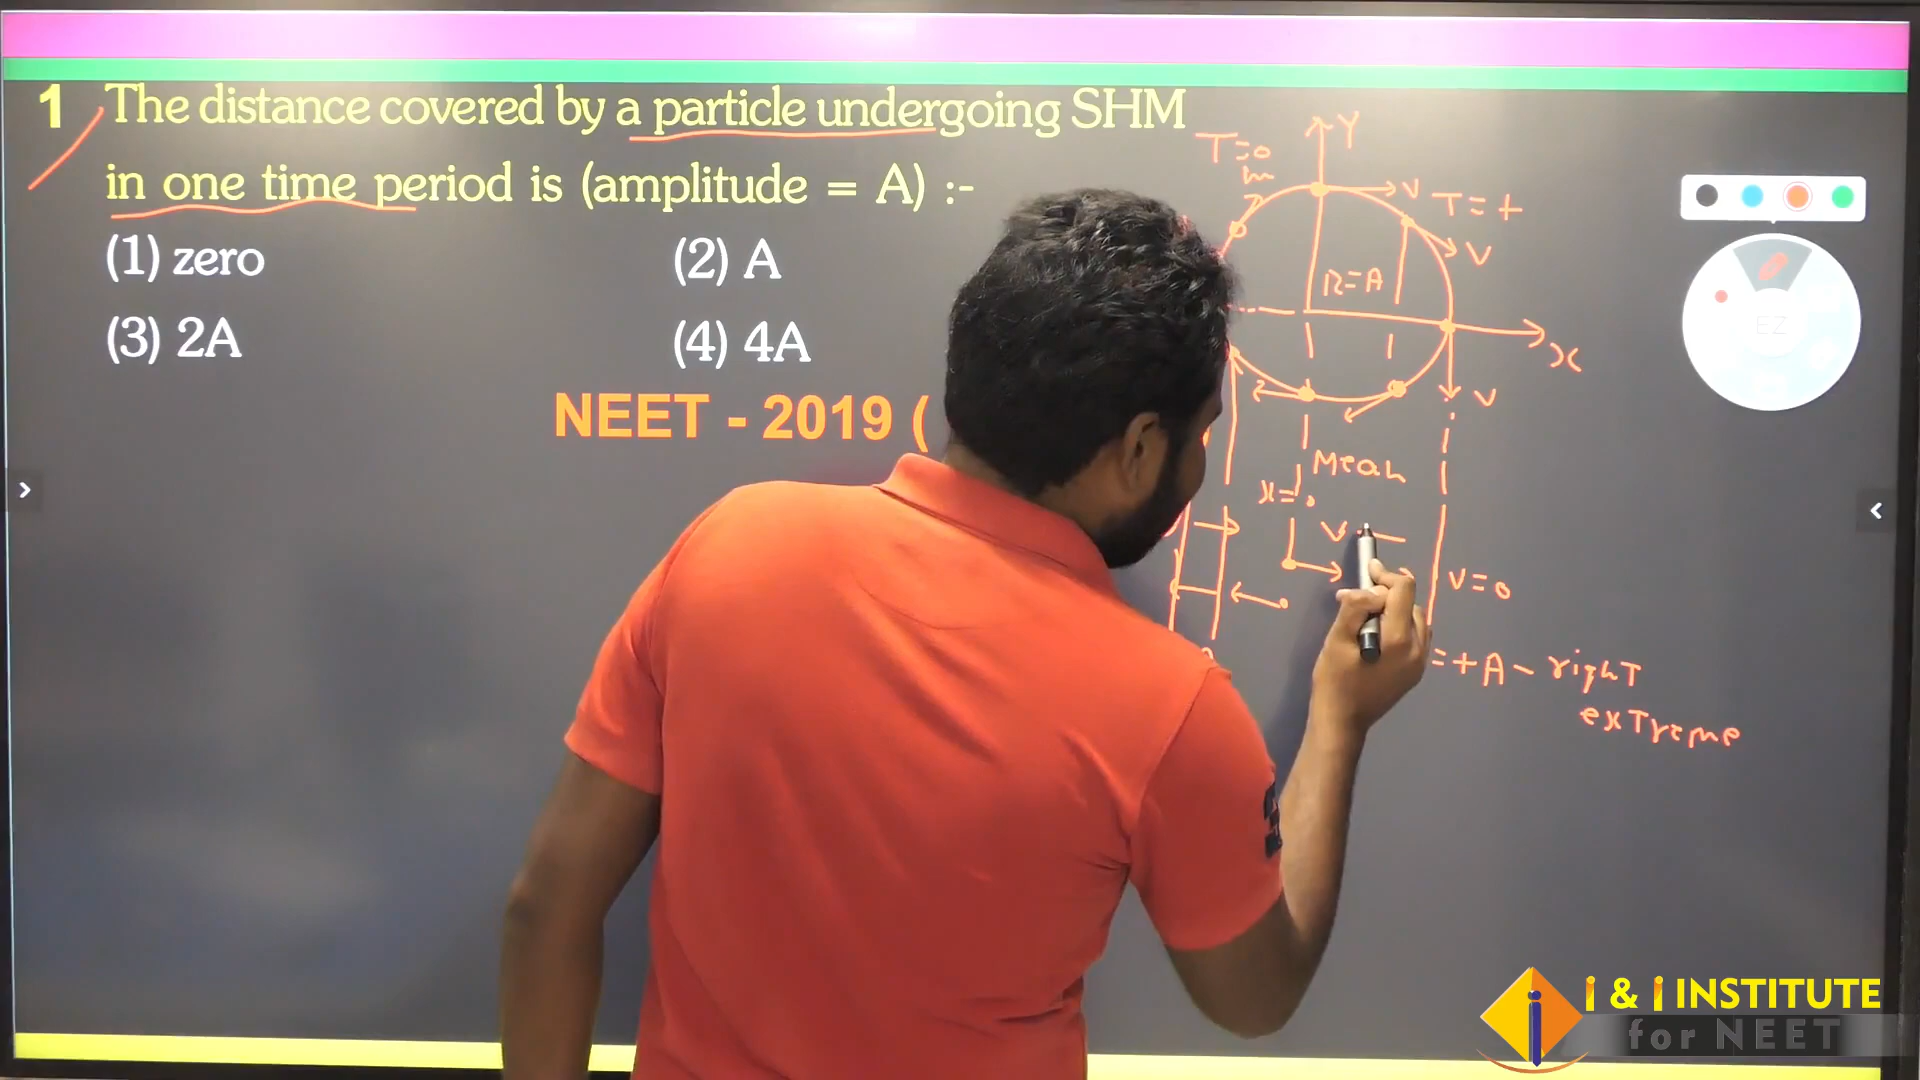 1 The distance covered by a particle undergoing SHM
in one time period is (amplitude = A) :-
(1) zero (2) A
(3) 2A (4) 4A
NEET - 2019 (
Y
T=0
m
V T=+
V
R=A
x
V
Mean
x=0
V
V=0
=+A - right
extreme
EZ
i & i INSTITUTE
for NEET